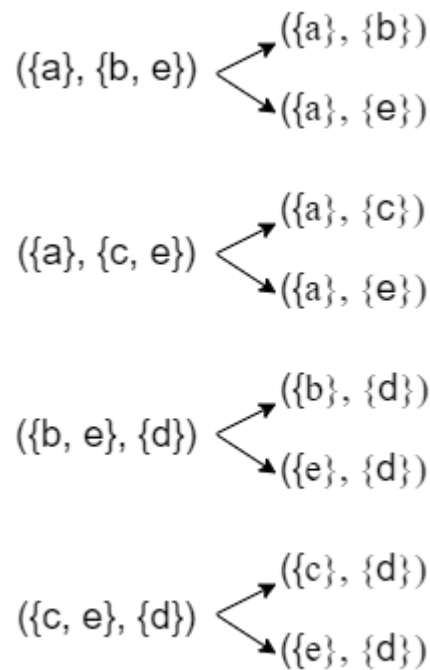 ({a}, {b})
({a}, {b, e})
({a}, {e})
({a}, {c})
({a}, {c, e})
({a}, {e})
({b}, {d})
({b, e}, {d})
({e}, {d})
({c}, {d})
({c, e}, {d})
({e}, {d})